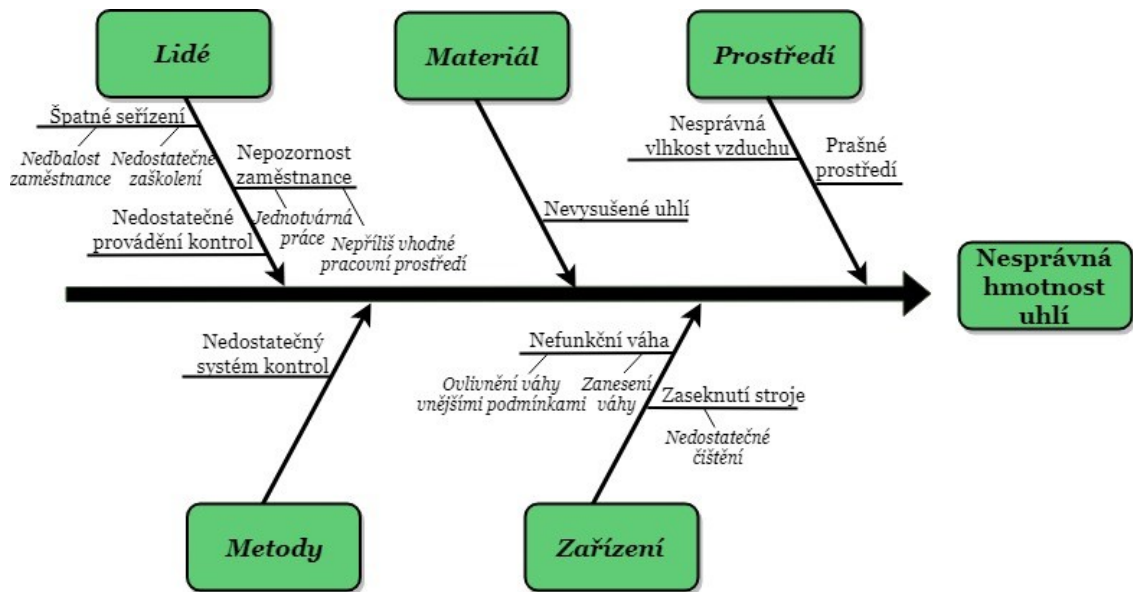 Lidé
Materiál
Prostředí
Špatné seřízení
Nedbalost
zaměstnance
Nedostatečné
zaškolení
Nepozornost
zaměstnance
Jednotvárná
práce
Nepříliš vhodné
pracovní prostředí
Nedostatečné
provádění kontrol
Nevysušené uhlí
Nesprávná
vlhkost vzduchu
Prašné
prostředí
Nesprávná
hmotnost
uhlí
Nedostatečný
systém kontrol
Nefunkční váha
Ovlivnění váhy
vnějšími podmínkami
Zanesení
váhy
Zaseknutí stroje
Nedostatečné
čištění
Metody
Zařízení